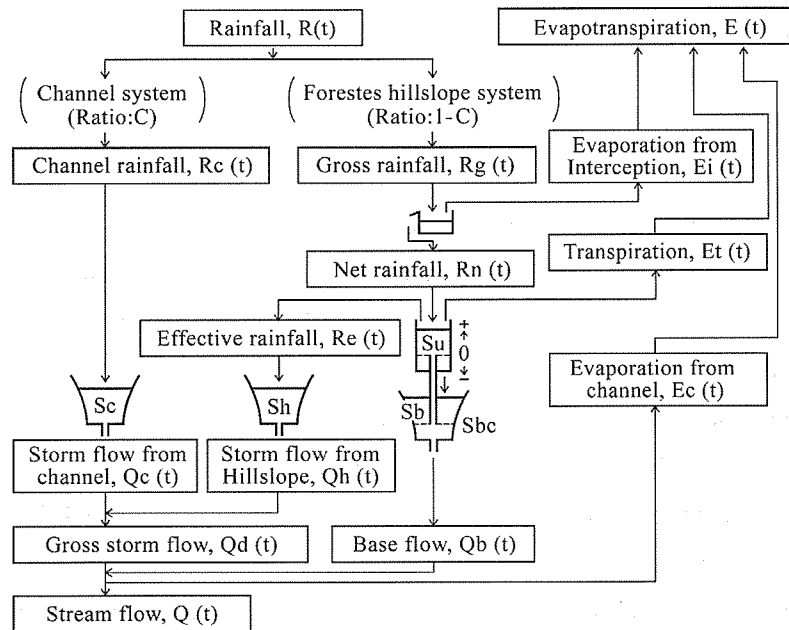 Rainfall, R(t)
Evapotranspiration, E (t)
Channel system
(Ratio:C)
Forestes hillslope system
(Ratio:1-C)
Channel rainfall, Rc (t)
Gross rainfall, Rg (t)
Evaporation from
Interception, Ei (t)
Net rainfall, Rn (t)
Transpiration, Et (t)
Effective rainfall, Re (t)
Su
+
0
-
Evaporation from
channel, Ec (t)
Sc
Sh
Sb
Sbc
Storm flow from
channel, Qc (t)
Storm flow from
Hillslope, Qh (t)
Gross storm flow, Qd (t)
Base flow, Qb (t)
Stream flow, Q (t)